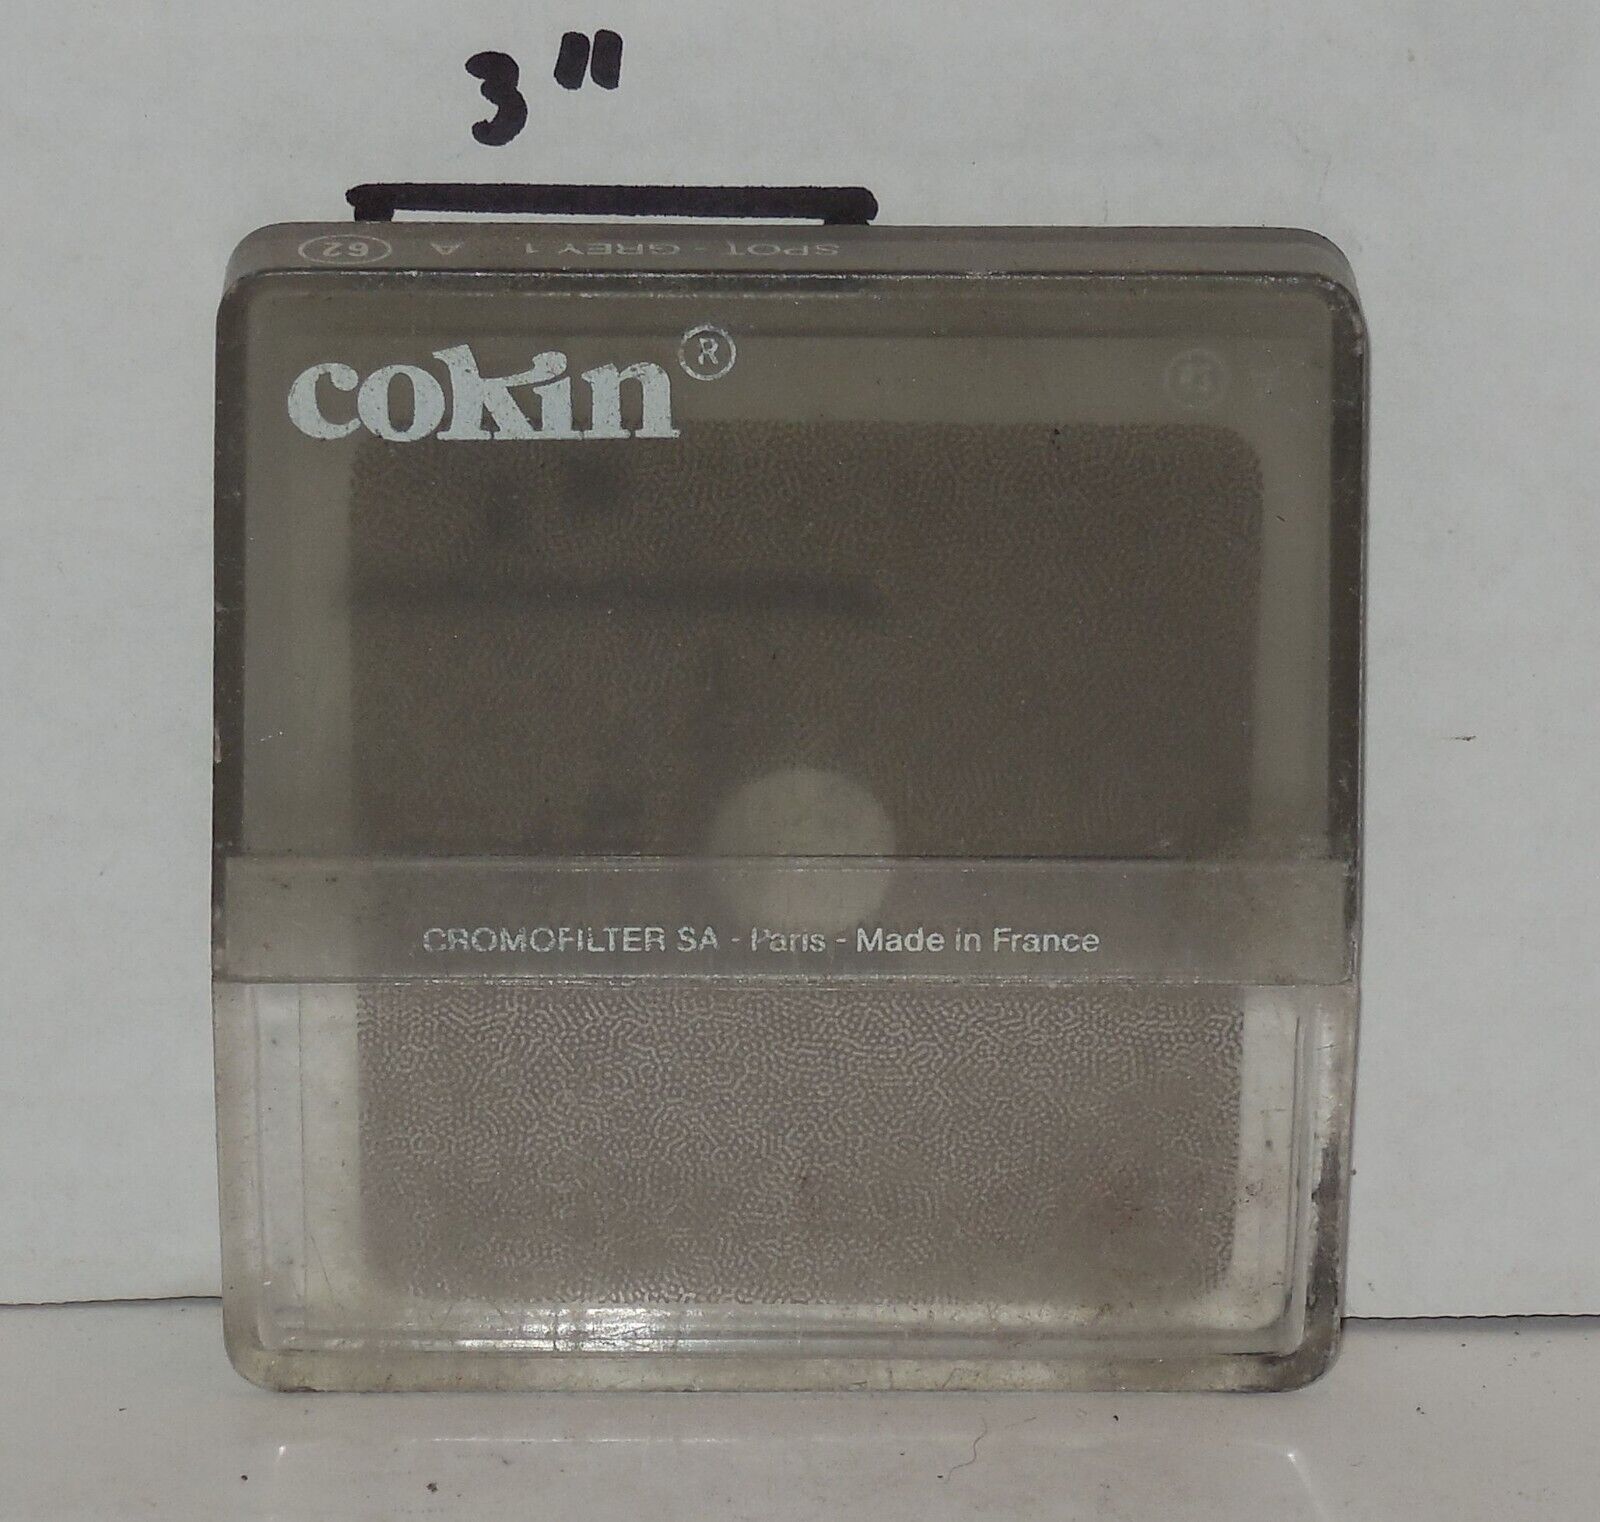 3"
SPOT - GREY 1 A 62
cokin®
CROMOFILTER SA - Paris - Made in France